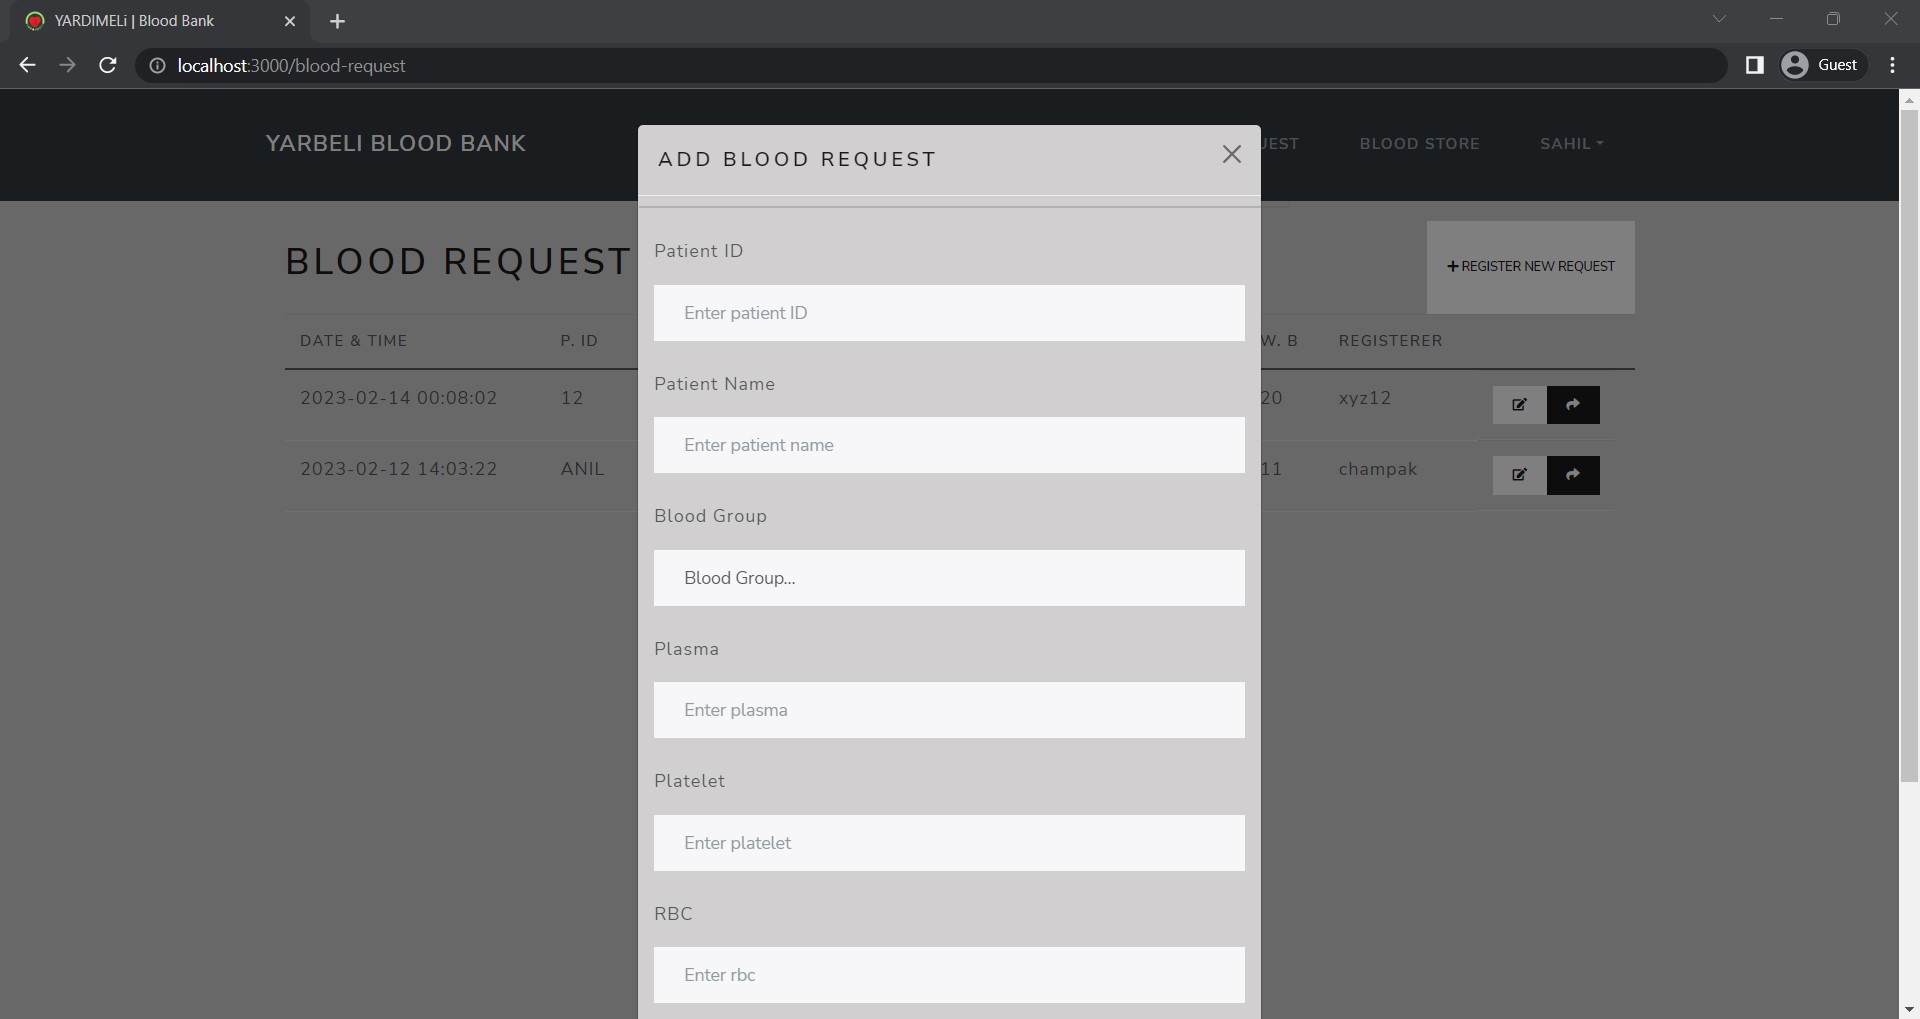 YARDIMELi | Blood Bank
localhost:3000/blood-request
Guest
YARBELI BLOOD BANK
UEST
BLOOD STORE
SAHIL
ADD BLOOD REQUEST
BLOOD REQUEST
REGISTER NEW REQUEST
DATE & TIME
P. ID
W. B
REGISTERER
2023-02-14 00:08:02
12
20
xyz12
2023-02-12 14:03:22
ANIL
11
champak
Patient ID
Enter patient ID
Patient Name
Enter patient name
Blood Group
Blood Group...
Plasma
Enter plasma
Platelet
Enter platelet
RBC
Enter rbc